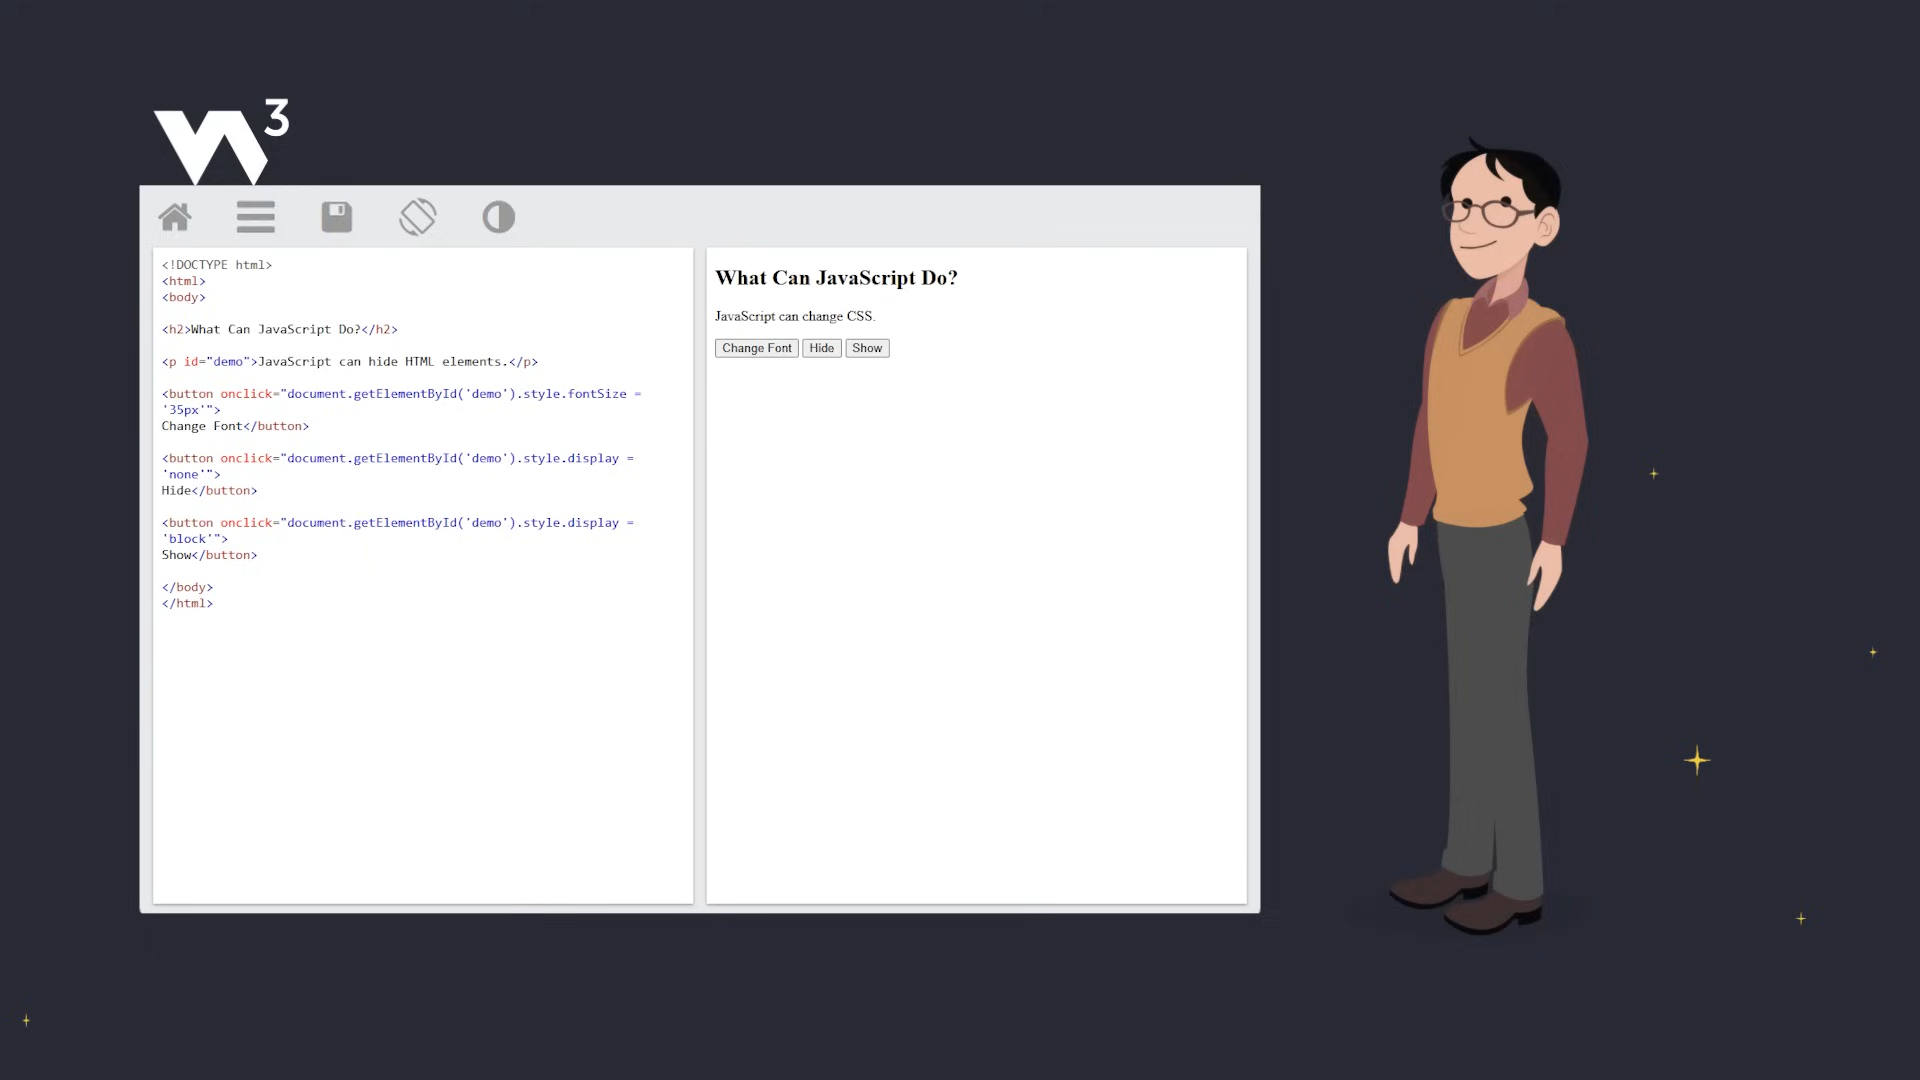 W3
<!DOCTYPE html>
<html>
<body>
<h2>What Can JavaScript Do?</h2>
<p id="demo">JavaScript can hide HTML elements.</p>
<button onclick="document.getElementById('demo').style.fontSize =
'35px'">
Change Font</button>
<button onclick="document.getElementById('demo').style.display =
'none'">
Hide</button>
<button onclick="document.getElementById('demo').style.display =
'block'">
Show</button>
</body>
</html>
What Can JavaScript Do?
JavaScript can change CSS.
Change Font Hide Show